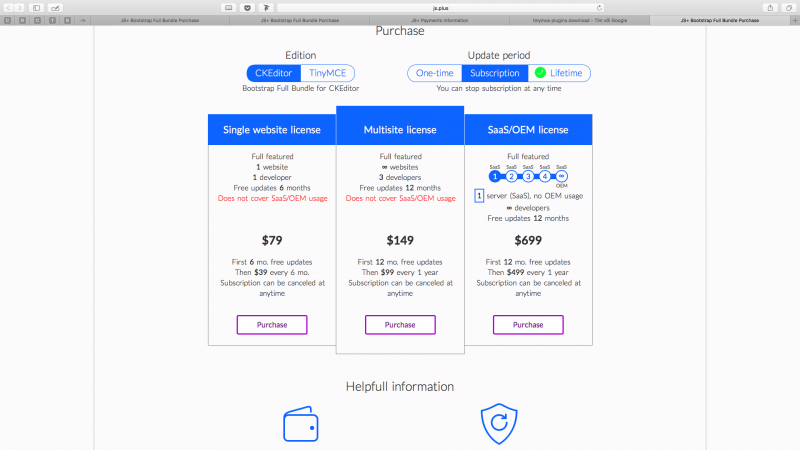 js.plus
JS+ Bootstrap Full Bundle Purchase
JS+ Bootstrap Full Bundle Purchase
JS+ Payments Information
tinymce plugins download - Tìm với Google
JS+ Bootstrap Full Bundle Purchase
Purchase
Edition
CKEditor
TinyMCE
Bootstrap Full Bundle for CKEditor
Update period
One-time
Subscription
Lifetime
You can stop subscription at any time
Single website license
Full featured
1 website
1 developer
Free updates 6 months
Does not cover SaaS/OEM usage
$79
First 6 mo. free updates
Then $39 every 6 mo.
Subscription can be canceled at
anytime
Purchase
Multisite license
Full featured
∞ websites
3 developers
Free updates 12 months
Does not cover SaaS/OEM usage
$149
First 12 mo. free updates
Then $99 every 1 year
Subscription can be canceled at
anytime
Purchase
SaaS/OEM license
Full featured
SaaS SaaS SaaS SaaS SaaS
1 2 3 4 ∞
OEM
1 server (SaaS), no OEM usage
∞ developers
Free updates 12 months
$699
First 12 mo. free updates
Then $499 every 1 year
Subscription can be canceled at
anytime
Purchase
Helpfull information